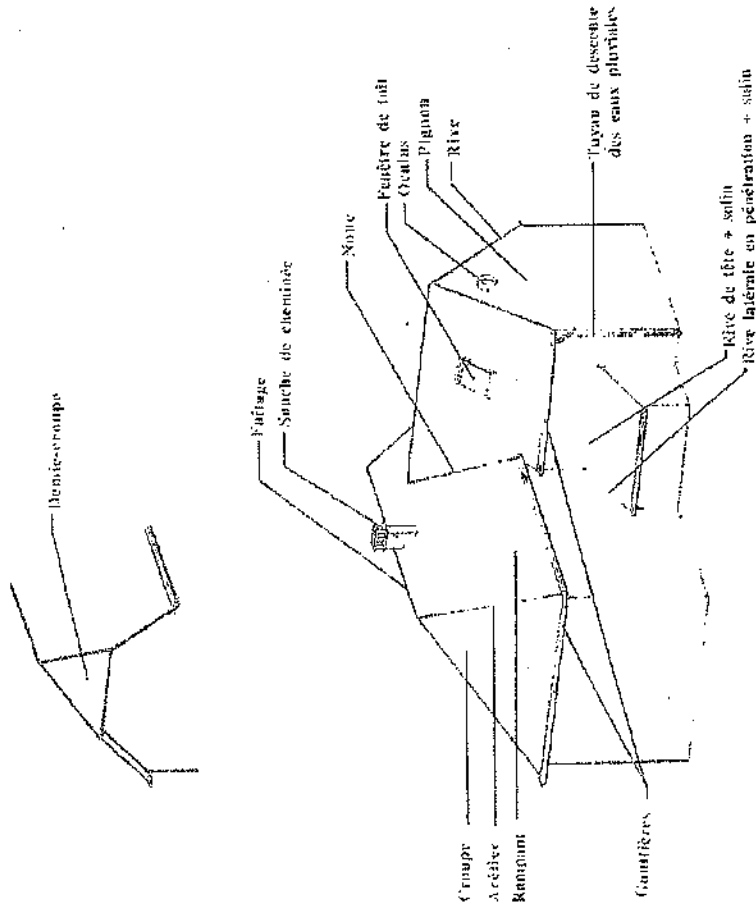 Demie-croupe
Faîtage
Souche de cheminée
Noue
Fenêtre de toit
Oculus
Pignon
Rive
Tuyau de descente
des eaux pluviales
Rive de tête + solin
Rive latérale en pénétration + solin
Croupe
Arêtier
Rampant
Gouttières